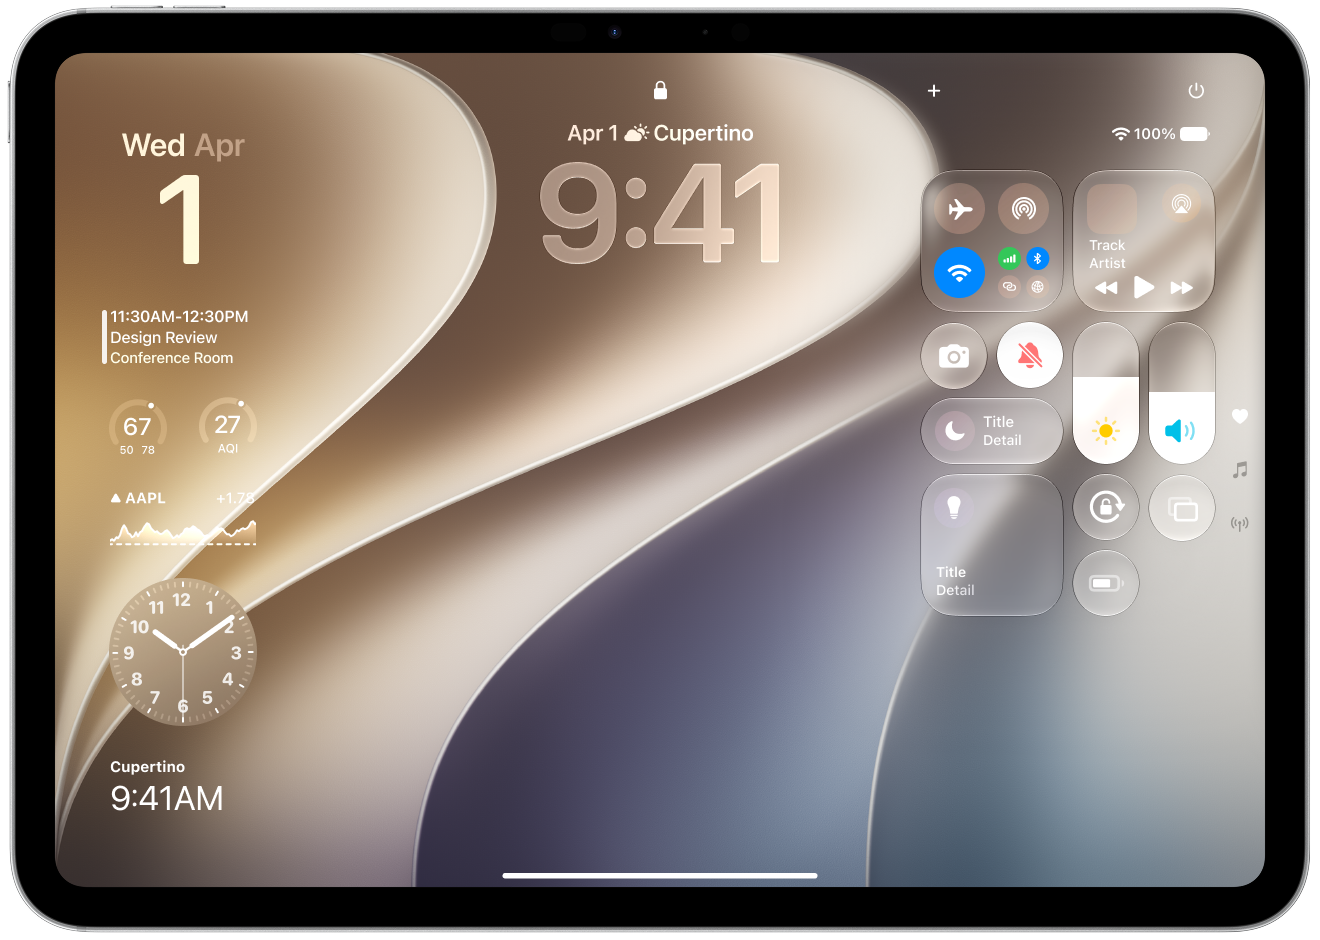 Apr 1 Cupertino
9:41
100%
Wed Apr
1
11:30AM-12:30PM
Design Review
Conference Room
67
50 78
27
AQI
AAPL +1.78
12
1
2
3
4
5
6
7
8
9
10
11
Cupertino
9:41AM
Track
Artist
Title
Detail
Title
Detail